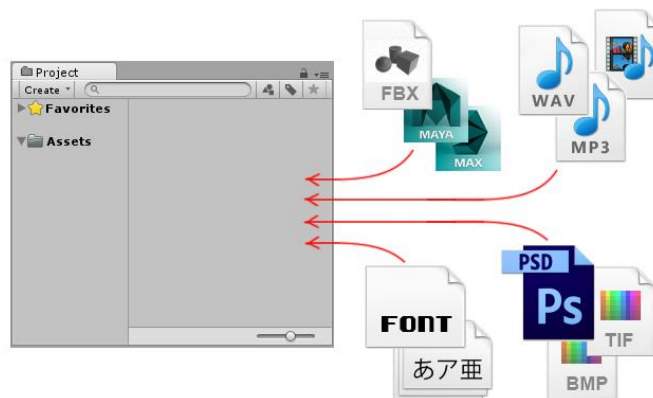 Project
Create
Favorites
Assets
FBX
MAYA
MAX
WAV
MP3
FONT
あア亜
PSD
Ps
TIF
BMP